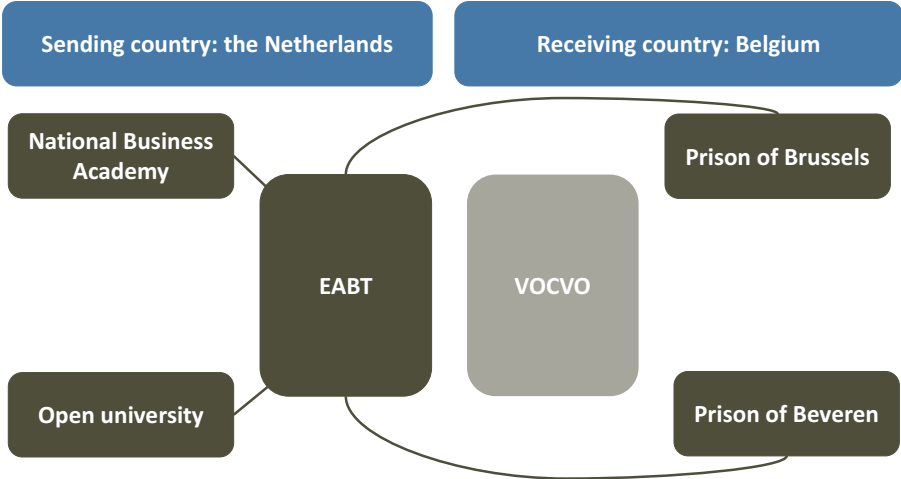 Sending country: the Netherlands
Receiving country: Belgium
National Business
Academy
Prison of Brussels
EABT
VOCVO
Open university
Prison of Beveren